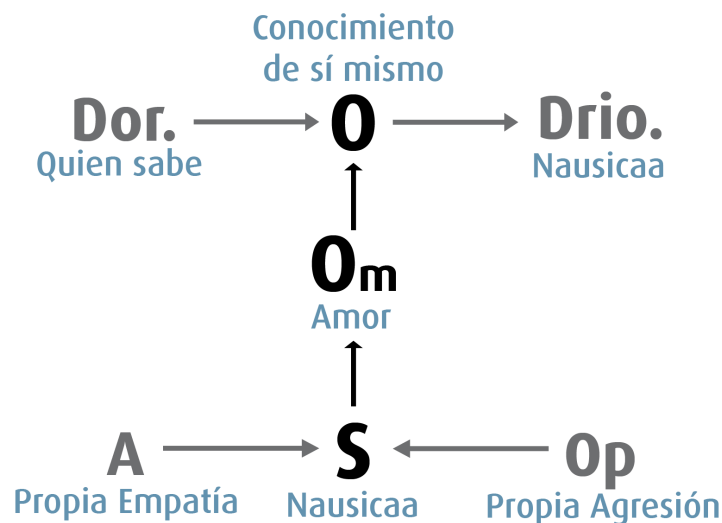 Conocimiento
de sí mismo
Dor. O Drio.
Quien sabe Nausicaa
Om
Amor
A S Op
Propia Empatía Nausicaa Propia Agresión